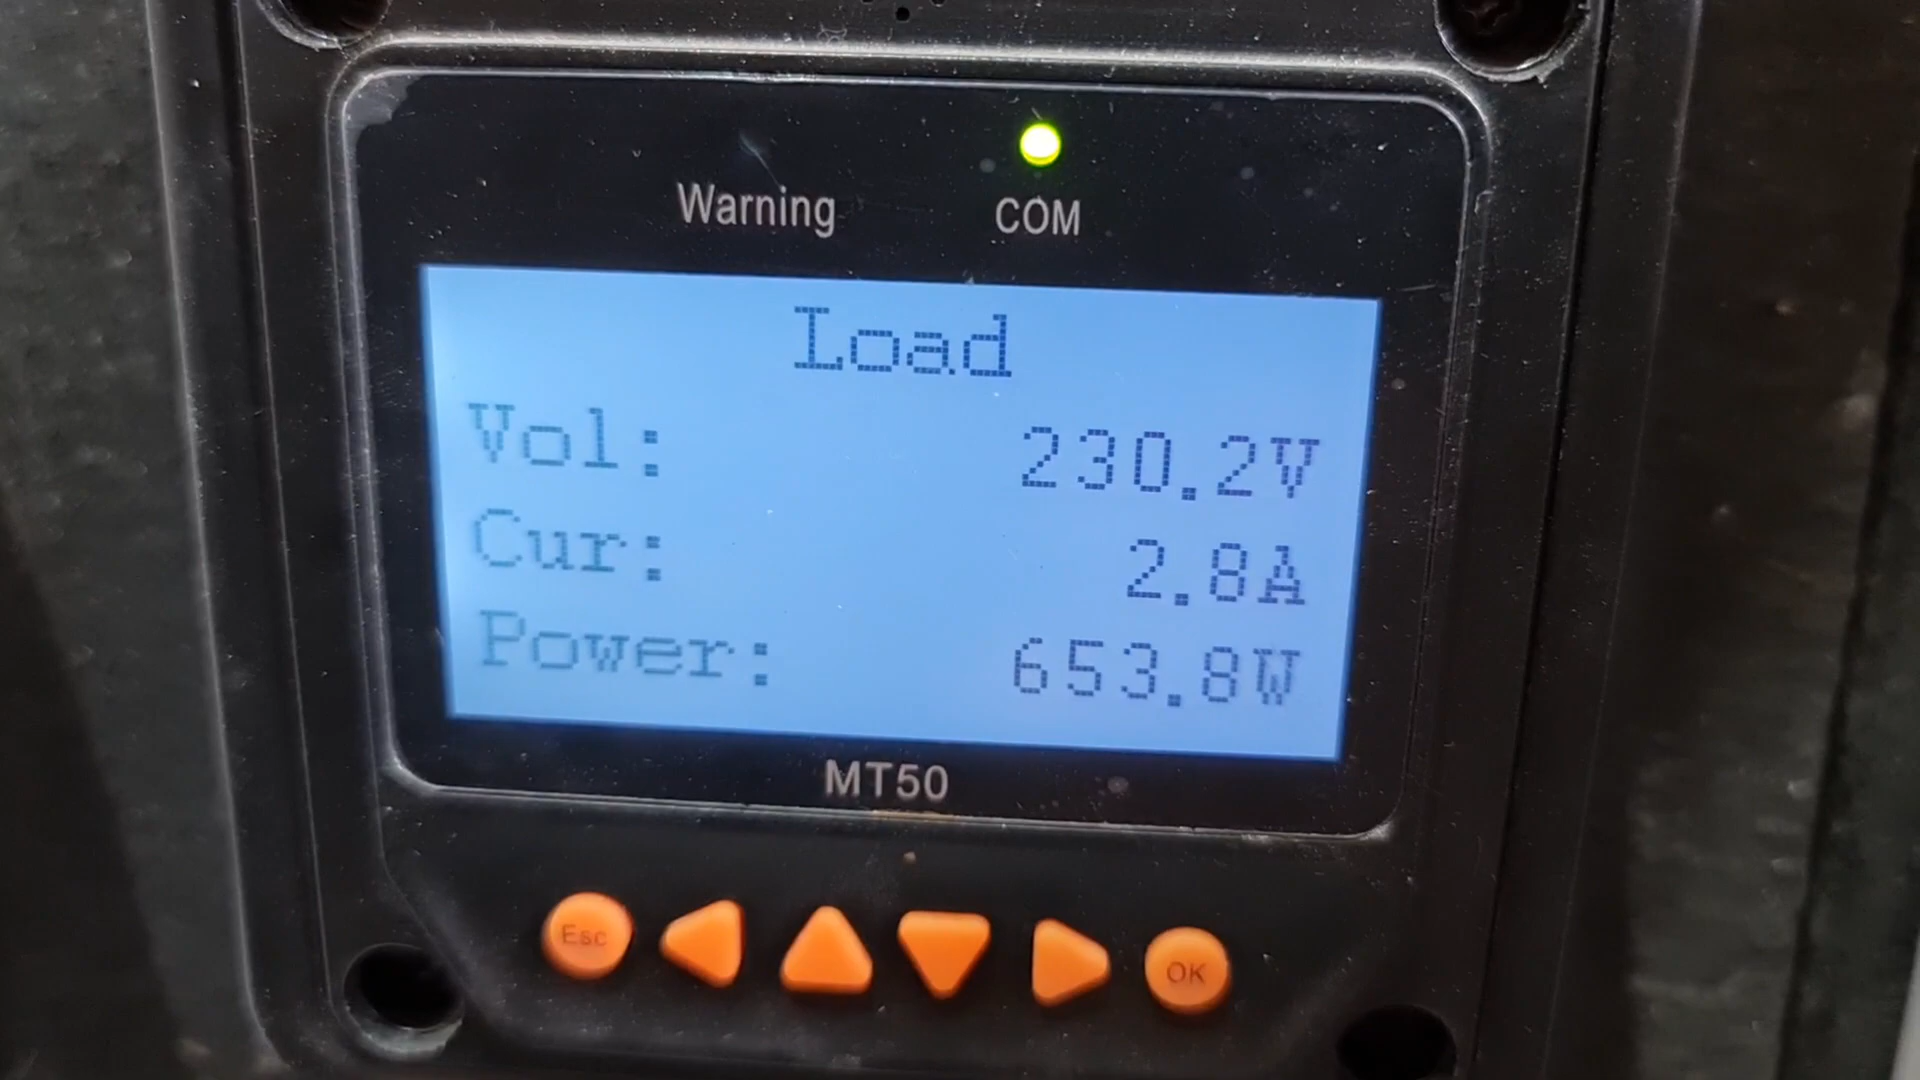 Warning COM
Load
Vol: 230.2V
Cur: 2.8A
Power: 653.8W
MT50
Esc OK